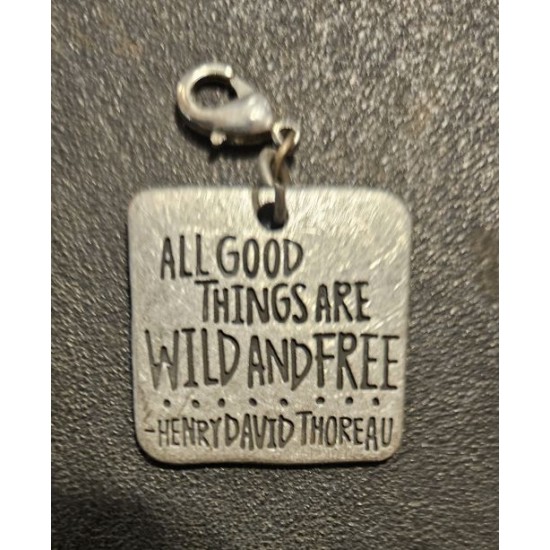 ALL GOOD
THINGS ARE
WILD AND FREE
-HENRY DAVID THOREAU